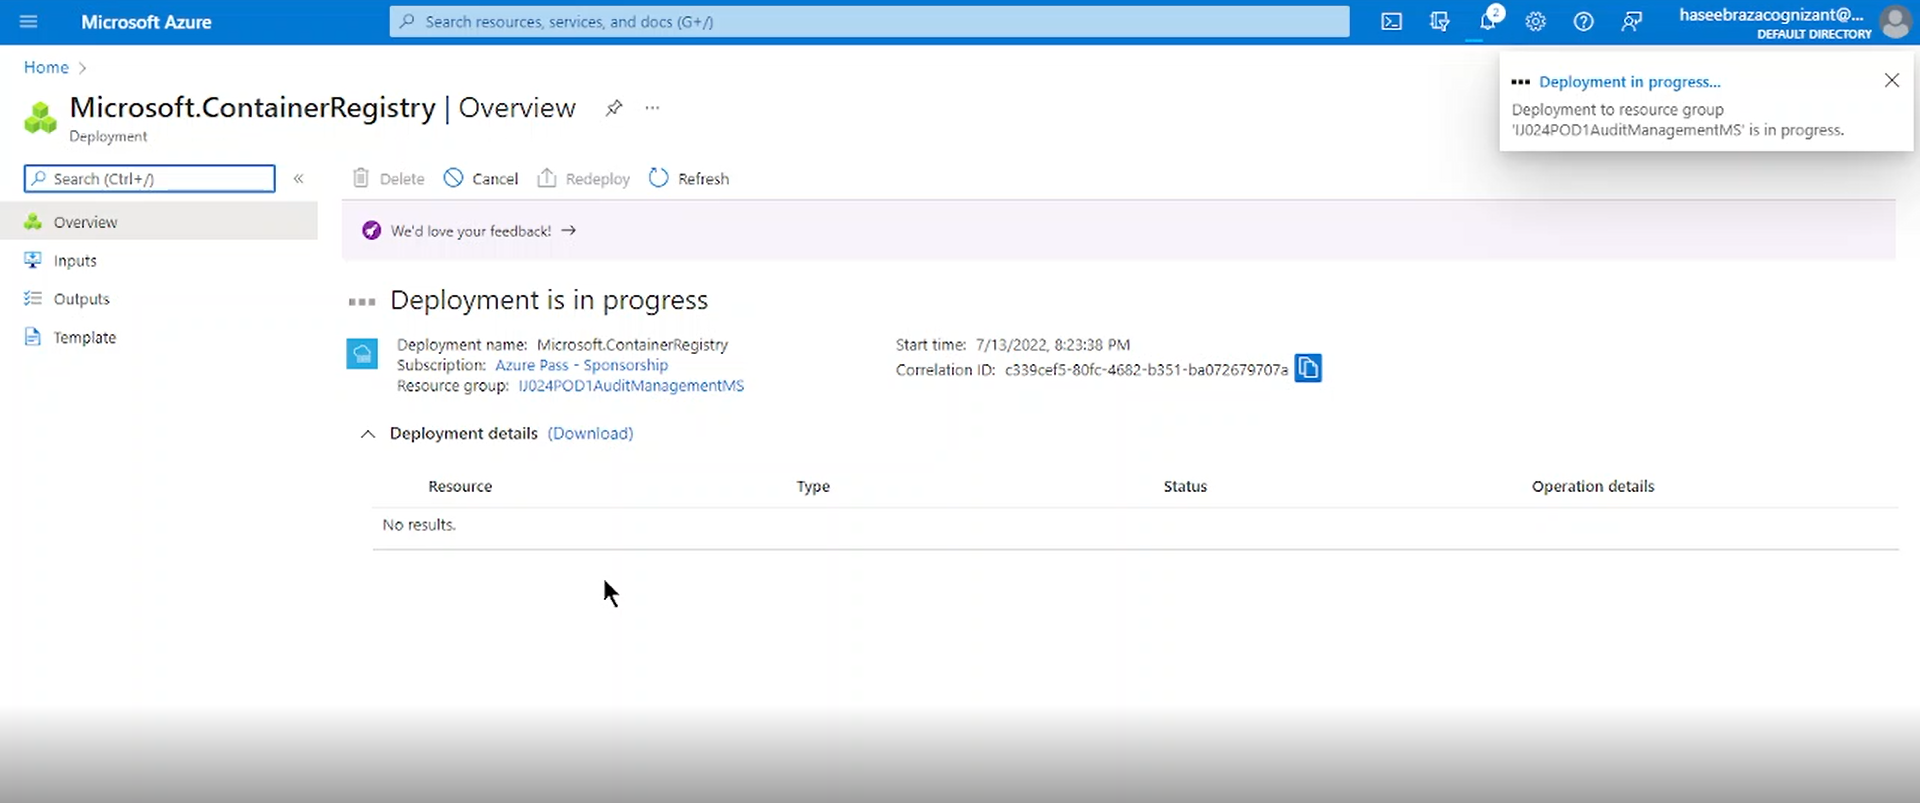 Microsoft Azure
Search resources, services, and docs (G+/)
2
haseebrazacognizant@...
DEFAULT DIRECTORY
Home
Deployment in progress...
Deployment to resource group
'IJ024POD1AuditManagementMS' is in progress.
Microsoft.ContainerRegistry | Overview
Deployment
Search (Ctrl+/)
Delete
Cancel
Redeploy
Refresh
Overview
Inputs
Outputs
Template
We'd love your feedback! →
Deployment is in progress
Deployment name: Microsoft.ContainerRegistry
Subscription: Azure Pass - Sponsorship
Resource group: IJ024POD1AuditManagementMS
Start time: 7/13/2022, 8:23:38 PM
Correlation ID: c339cef5-80fc-4682-b351-ba072679707a
Deployment details (Download)
Resource Type Status Operation details
No results.